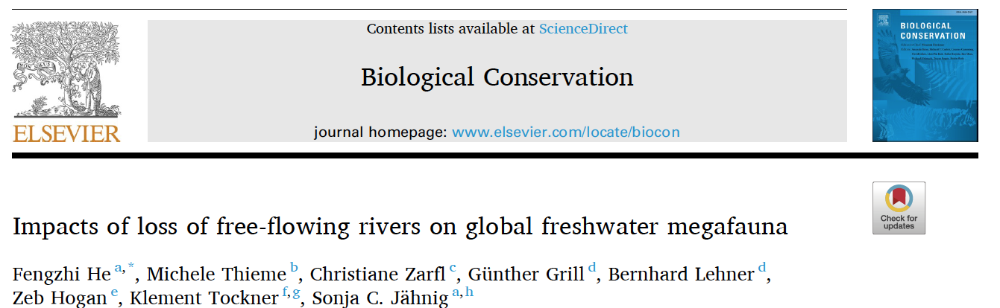 Contents lists available at ScienceDirect
Biological Conservation
journal homepage: www.elsevier.com/locate/biocon
NON SOLUS
ELSEVIER
BIOLOGICAL
CONSERVATION
Check for
updates
Impacts of loss of free-flowing rivers on global freshwater megafauna
Fengzhi He a,*, Michele Thieme b, Christiane Zarfl c, Günther Grill d, Bernhard Lehner d,
Zeb Hogan e, Klement Tockner f,g, Sonja C. Jähnig a,h